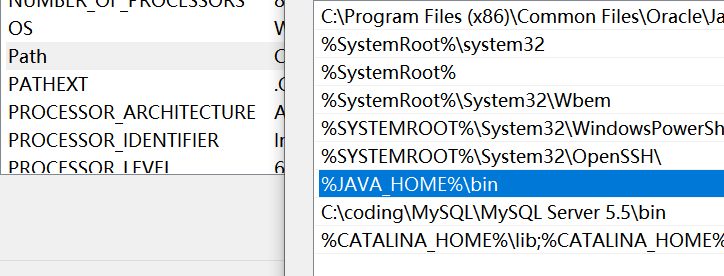 NUMBER_OF_PROCESSORS
OS W
Path C
PATHEXT .C
PROCESSOR_ARCHITECTURE A
PROCESSOR_IDENTIFIER In
PROCESSOR_LEVEL 6
C:\Program Files (x86)\Common Files\Oracle\Ja
%SystemRoot%\system32
%SystemRoot%
%SystemRoot%\System32\Wbem
%SYSTEMROOT%\System32\WindowsPowerSh
%SYSTEMROOT%\System32\OpenSSH\
%JAVA_HOME%\bin
C:\coding\MySQL\MySQL Server 5.5\bin
%CATALINA_HOME%\lib;%CATALINA_HOME%